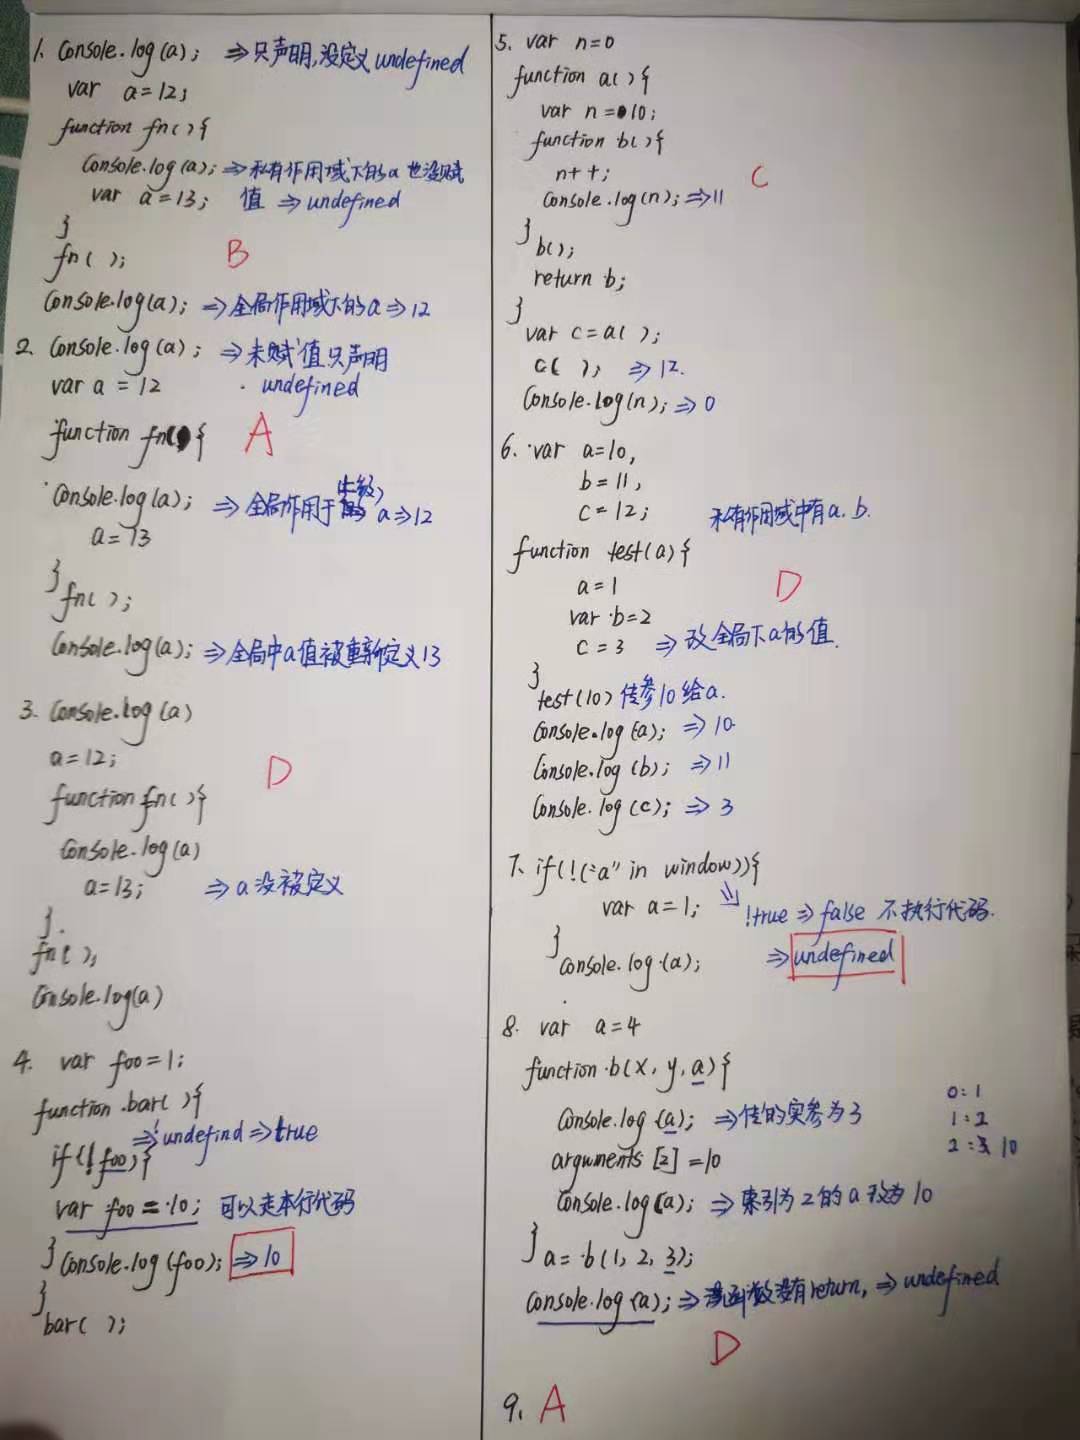 1. Console.log(a); ⇒只声明,没定义undefined
var a=12;
function fn(){
Console.log(a);⇒私有作用域下的a也没赋
var a=13; 值 ⇒undefined
}
fn( ); B
Console.log(a); ⇒全局作用域下的a⇒12
2. Console.log(a); ⇒未赋值只声明
var a=12 undefined
function fn(){ A
Console.log(a); ⇒全局作用于的(上级)a⇒12
a=13
}
fn( );
Console.log(a);⇒全局中a值被重新定义13
3. Console.log(a)
a=12;
D
function fn( ){
Console.log(a)
a=13; ⇒a没被定义
}.
fn( );
Console.log(a)
4. var foo=1;
function bar( ){
⇒!undefind⇒true
if(!foo){
var foo=10; 可以走本行代码
}Console.log(foo);⇒10
}
bar( );
5. var n=0
function a( ){
var n=10;
function b(){
n++; C
Console.log(n);⇒11
}
b();
return b;
}
var c=a( );
c( ); ⇒12.
Console.log(n);⇒0
6. var a=10,
b=11,
c=12; 私有作用域中有a.b.
function test(a){
a=1 D
var b=2
c=3 ⇒改全局下a的值.
}
test(10)传参10给a.
Console.log(a); ⇒10
Console.log(b); ⇒11
Console.log(c); ⇒3
7. if(!("a" in window)){
var a=1; ⇒!true⇒false 不执行代码.
}
Console.log(a); ⇒undefined
8. var a=4
function b(x, y, a){
0:1
Console.log(a); ⇒传的实参为3 1:2
arguments[2]=10 2:3 10
Console.log(a); ⇒索引为2的a改为10
}
a=b(1, 2, 3);
Console.log(a);⇒函数没有return, ⇒undefined
D
9. A